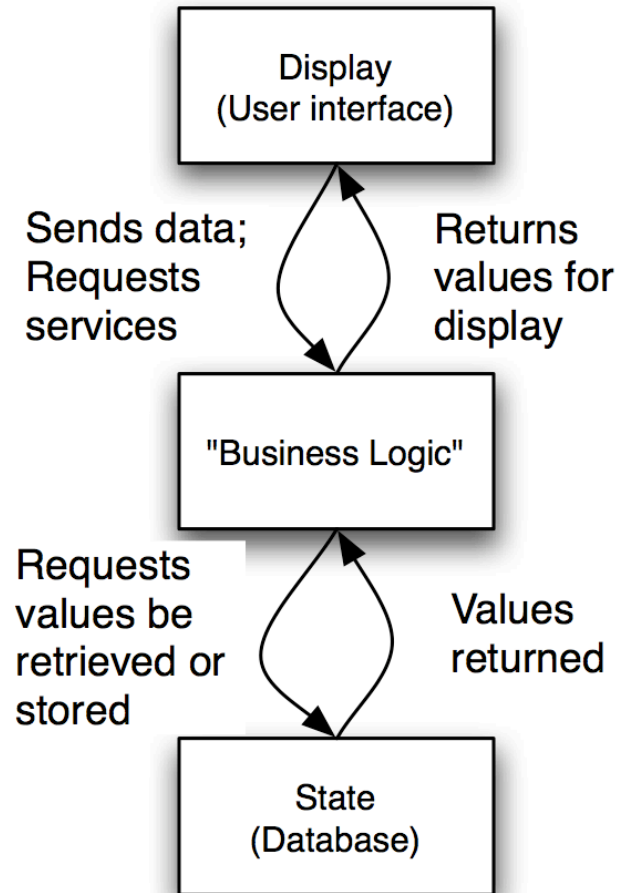 Display
(User interface)
Sends data;
Requests
services
Returns
values for
display
"Business Logic"
Requests
values be
retrieved or
stored
Values
returned
State
(Database)